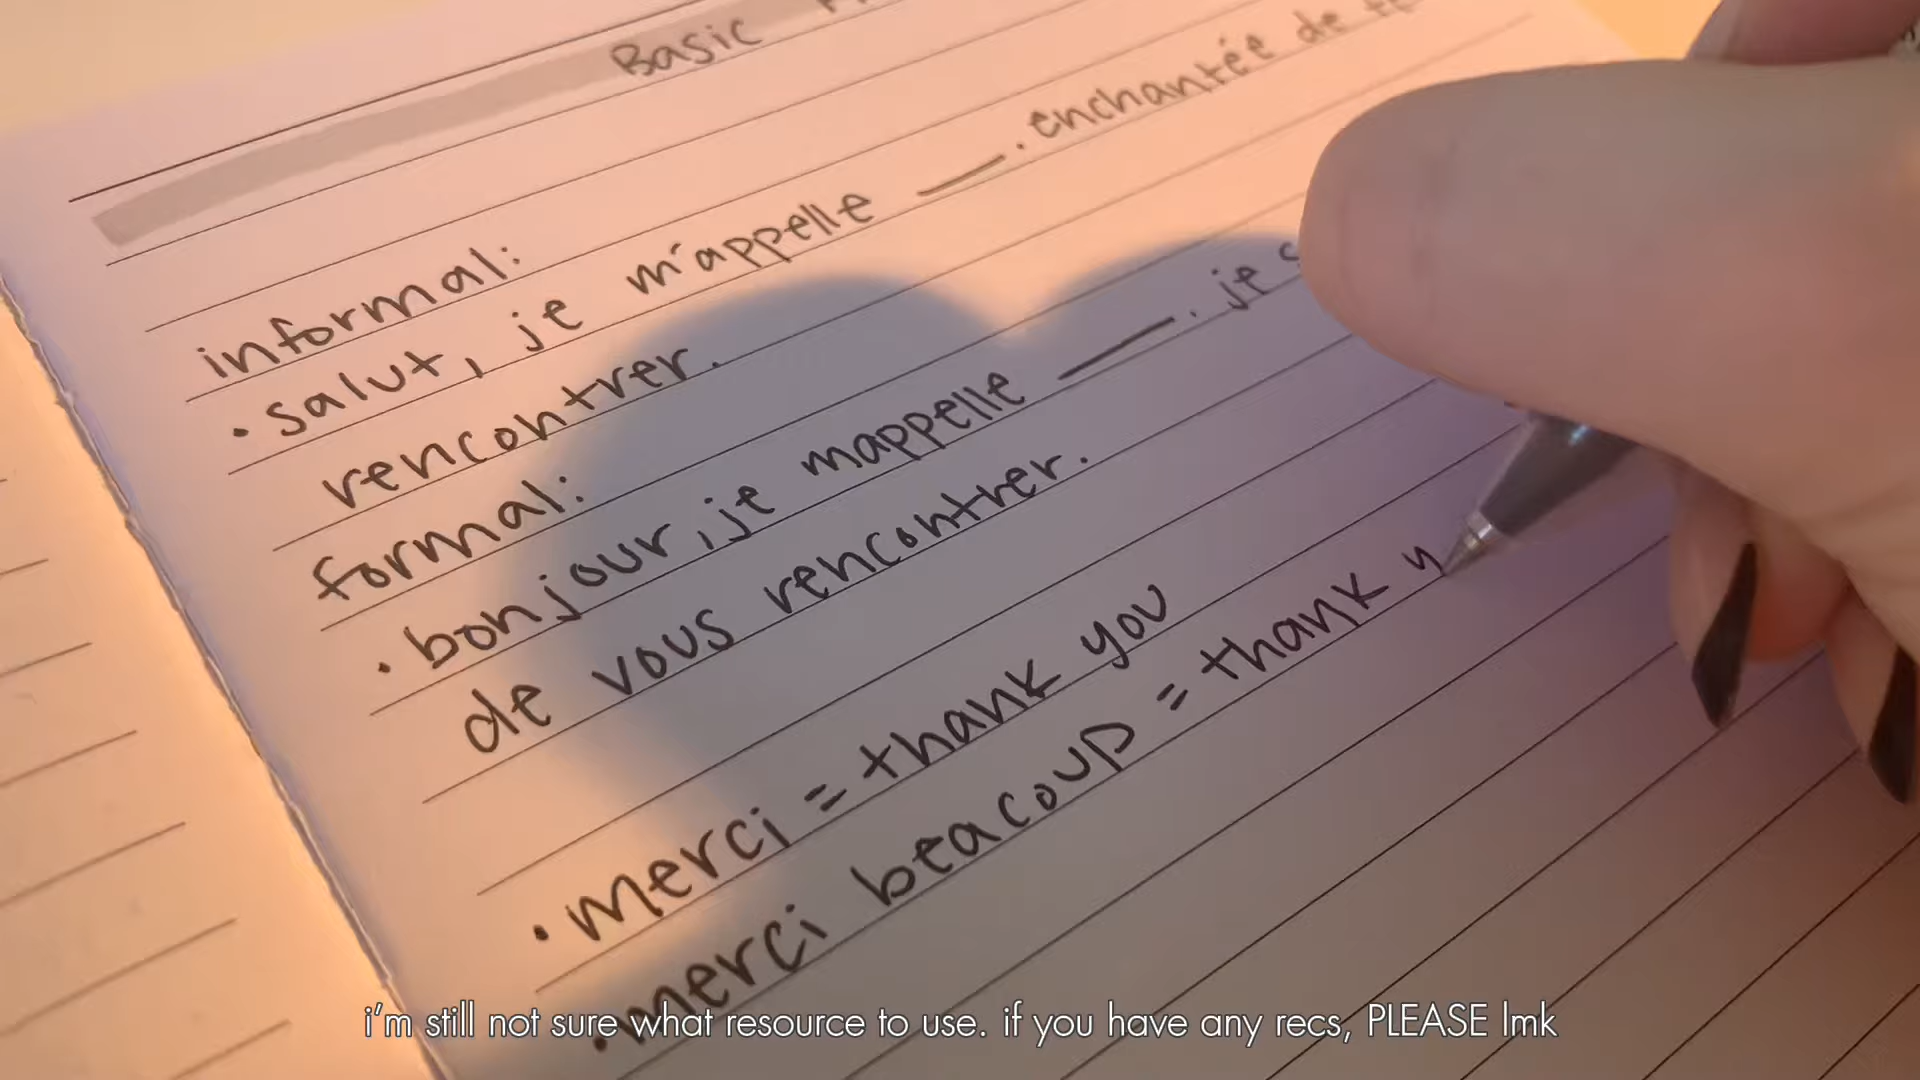 Basic
informal:
• salut, je m'appelle ___. enchantée de
rencontrer.
formal:
• bonjour, je mappelle ___. je
de vous rencontrer.
• merci = thank you
• merci beacoup = thank y
i'm still not sure what resource to use. if you have any recs, PLEASE lmk